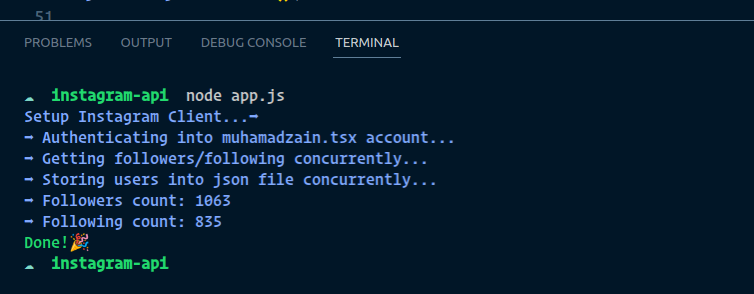 51
PROBLEMS OUTPUT DEBUG CONSOLE TERMINAL
☁ instagram-api node app.js
Setup Instagram Client...➡
➡ Authenticating into muhamadzain.tsx account...
➡ Getting followers/following concurrently...
➡ Storing users into json file concurrently...
➡ Followers count: 1063
➡ Following count: 835
Done!🎉
☁ instagram-api